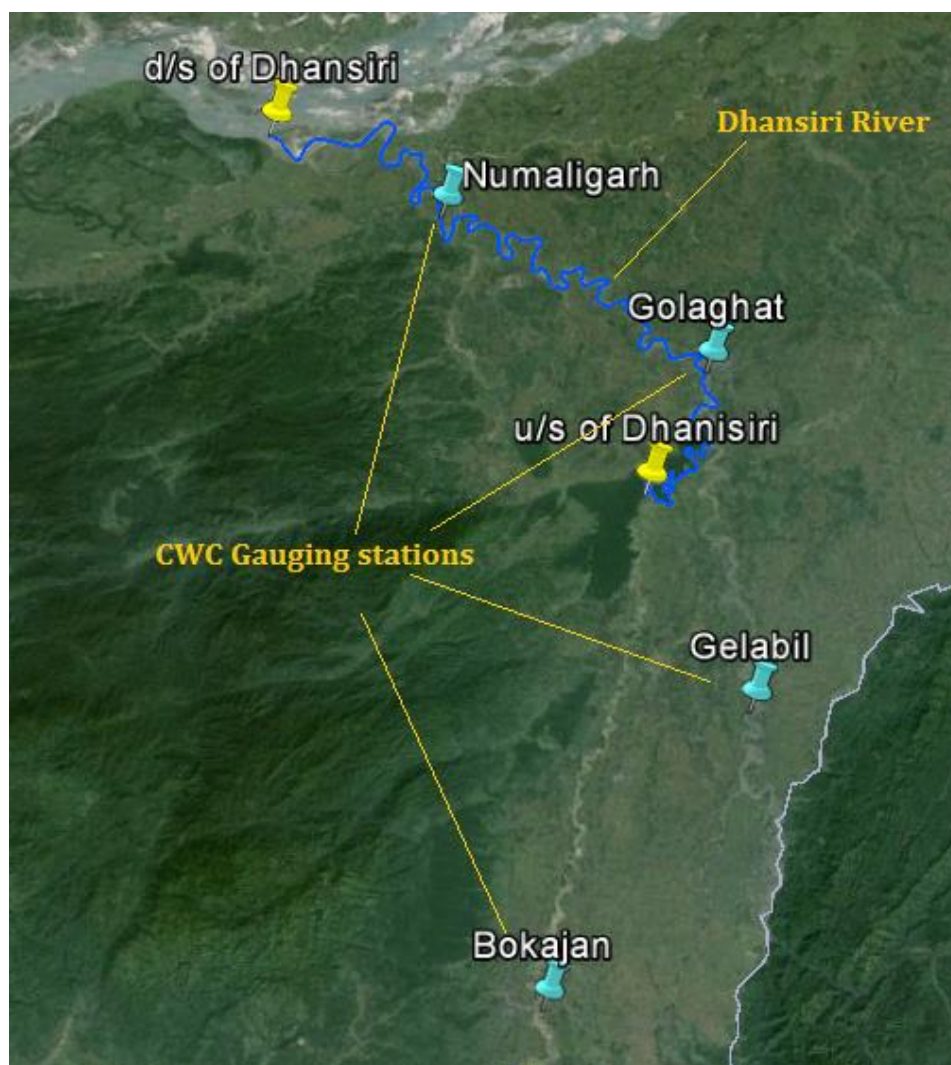 d/s of Dhansiri
Dhansiri River
Numaligarh
Golaghat
u/s of Dhanisiri
CWC Gauging stations
Gelabil
Bokajan